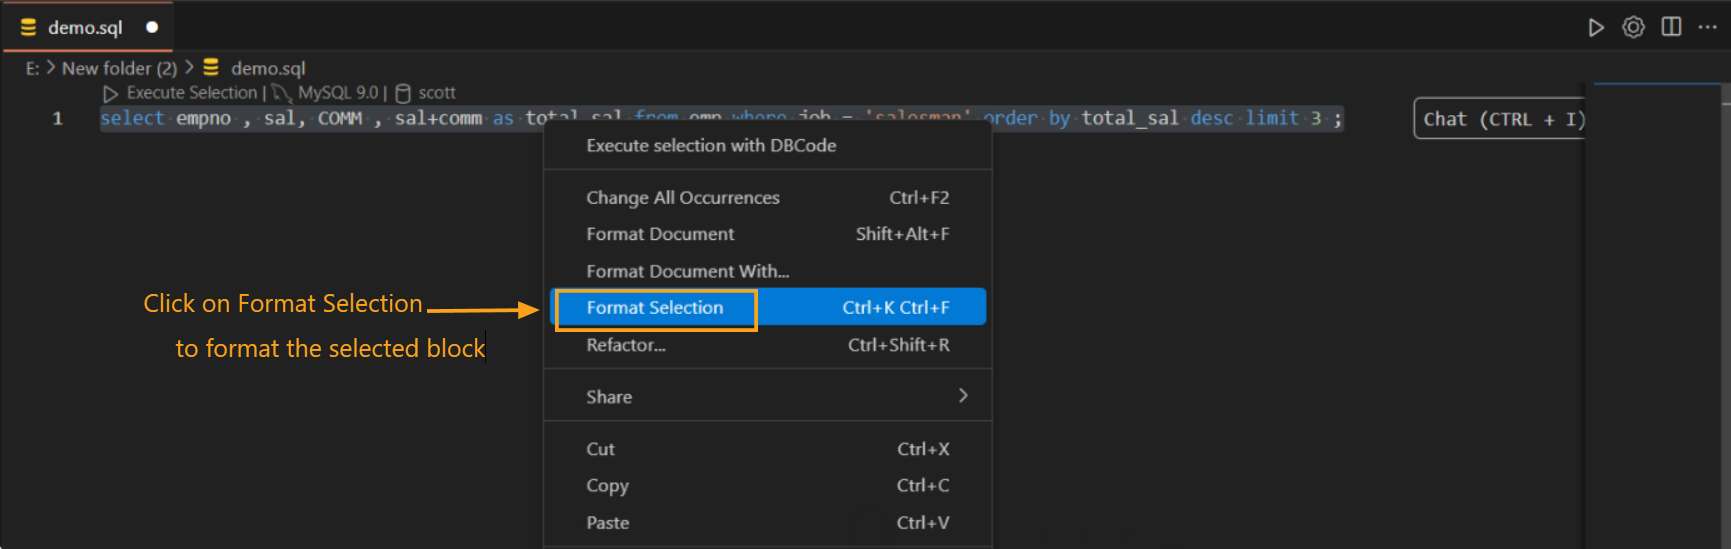 demo.sql
E: > New folder (2) > demo.sql
Execute Selection | MySQL 9.0 | scott
1 select empno , sal, COMM , sal+comm as total_sal from emp where job = 'salesman' order by total_sal desc limit 3 ;
Chat (CTRL + I)
Execute selection with DBCode
Change All Occurrences Ctrl+F2
Format Document Shift+Alt+F
Format Document With...
Click on Format Selection
to format the selected block
Format Selection Ctrl+K Ctrl+F
Refactor... Ctrl+Shift+R
Share
Cut Ctrl+X
Copy Ctrl+C
Paste Ctrl+V